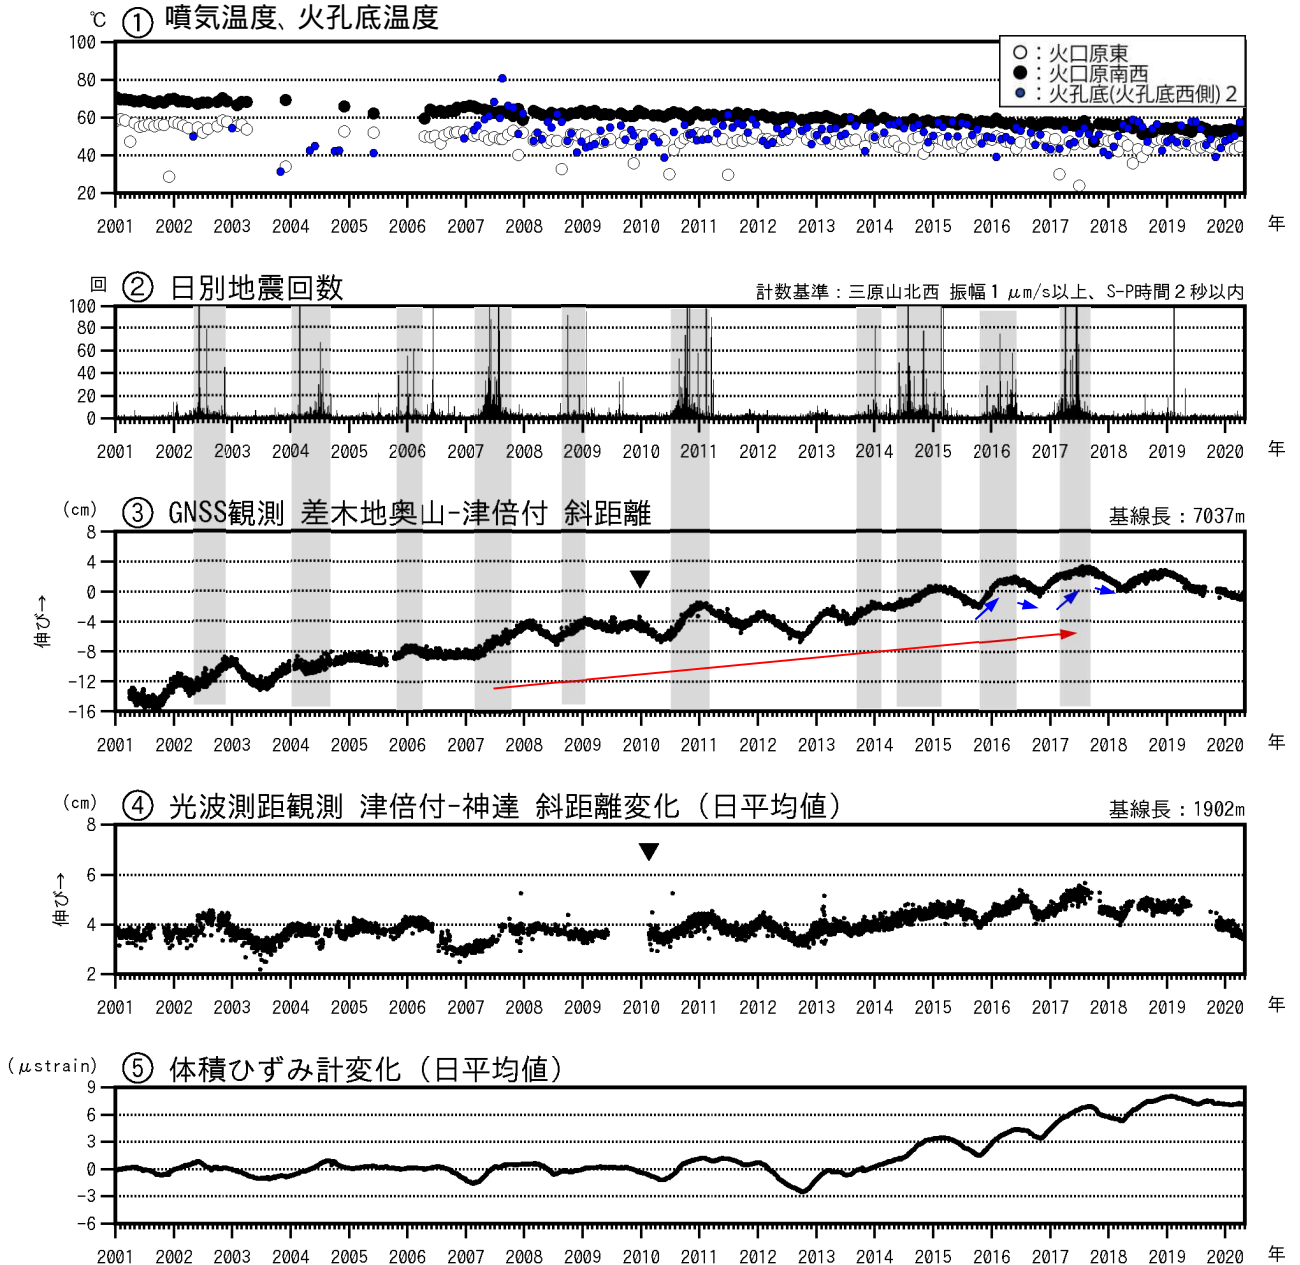 ℃ ① 噴気温度、火孔底温度
○：火口原東
●：火口原南西
●：火孔底(火孔底西側)２
100
80
60
40
20
2001 2002 2003 2004 2005 2006 2007 2008 2009 2010 2011 2012 2013 2014 2015 2016 2017 2018 2019 2020 年
回 ② 日別地震回数
計数基準：三原山北西 振幅１μm/s以上、S-P時間２秒以内
100
80
60
40
20
0
2001 2002 2003 2004 2005 2006 2007 2008 2009 2010 2011 2012 2013 2014 2015 2016 2017 2018 2019 2020 年
(cm) ③ GNSS観測 差木地奥山-津倍付 斜距離 基線長：7037m
8
4
0
-4
-8
-12
-16
伸び→
2001 2002 2003 2004 2005 2006 2007 2008 2009 2010 2011 2012 2013 2014 2015 2016 2017 2018 2019 2020 年
(cm) ④ 光波測距観測 津倍付-神達 斜距離変化（日平均値） 基線長：1902m
8
6
4
2
伸び→
2001 2002 2003 2004 2005 2006 2007 2008 2009 2010 2011 2012 2013 2014 2015 2016 2017 2018 2019 2020 年
(μstrain) ⑤ 体積ひずみ計変化（日平均値）
9
6
3
0
-3
-6
2001 2002 2003 2004 2005 2006 2007 2008 2009 2010 2011 2012 2013 2014 2015 2016 2017 2018 2019 2020 年